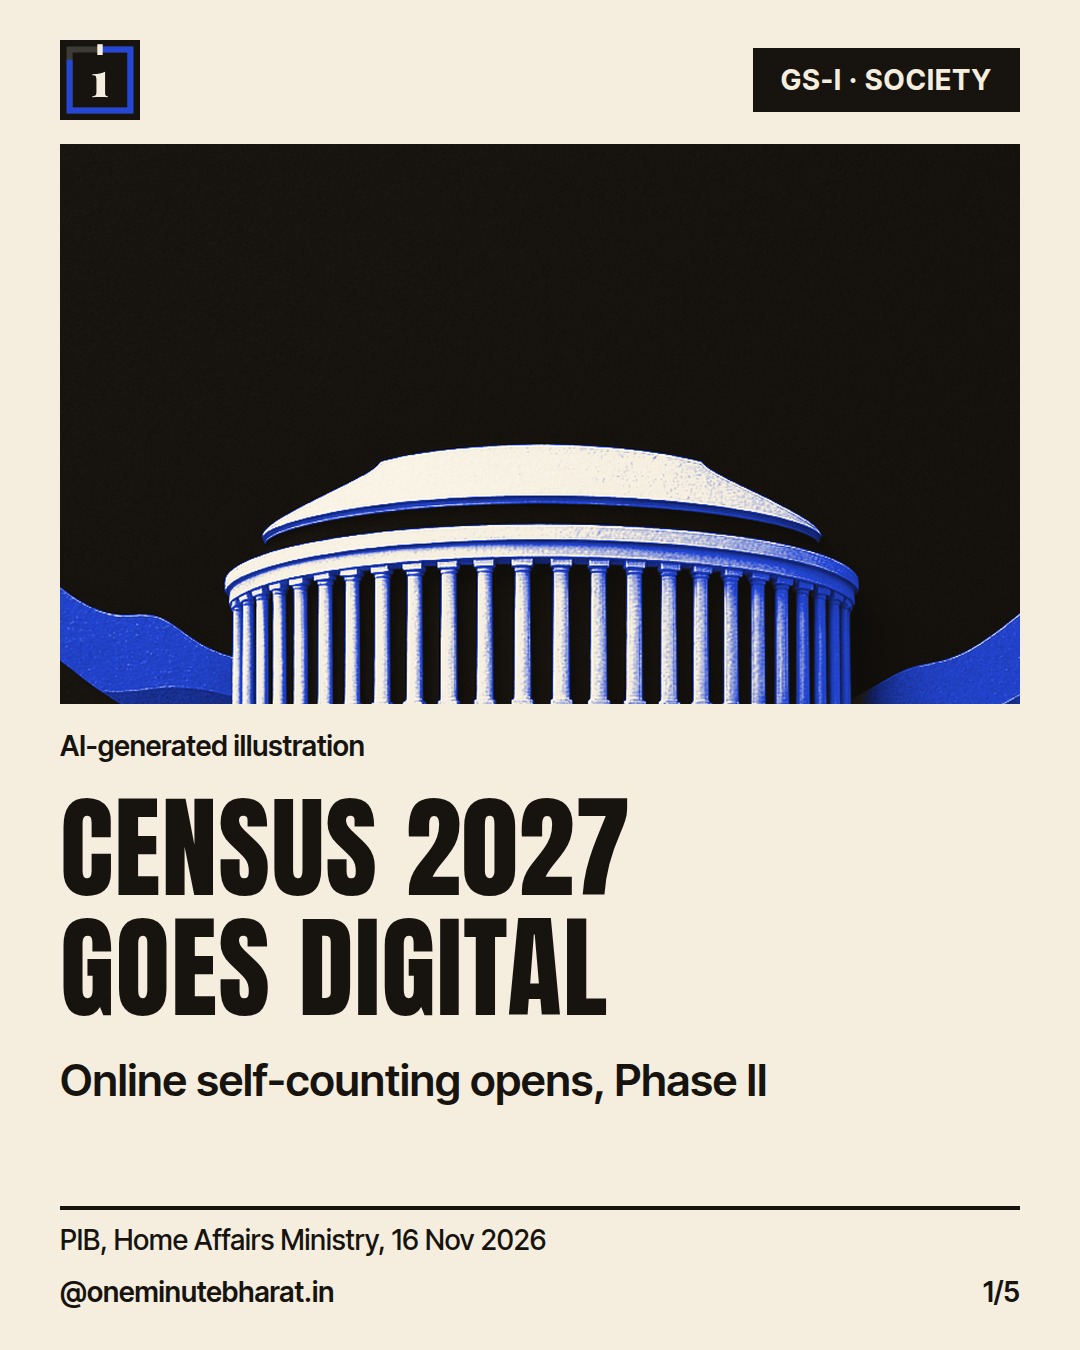 1
GS-I · SOCIETY
AI-generated illustration
CENSUS 2027
GOES DIGITAL
Online self-counting opens, Phase II
PIB, Home Affairs Ministry, 16 Nov 2026
@oneminutebharat.in
1/5